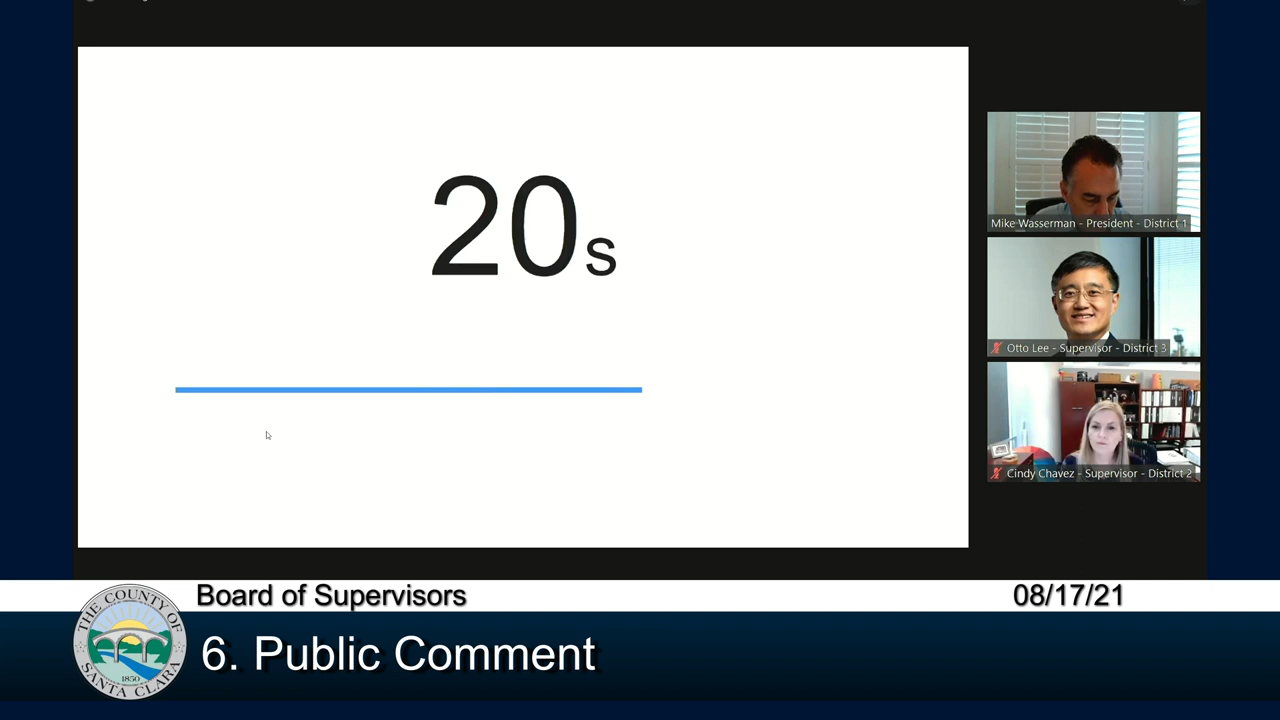 20s
Mike Wasserman - President - District 1
Otto Lee - Supervisor - District 3
Cindy Chavez - Supervisor - District 2
Board of Supervisors
08/17/21
6. Public Comment
THE COUNTY OF
SANTA CLARA
1850